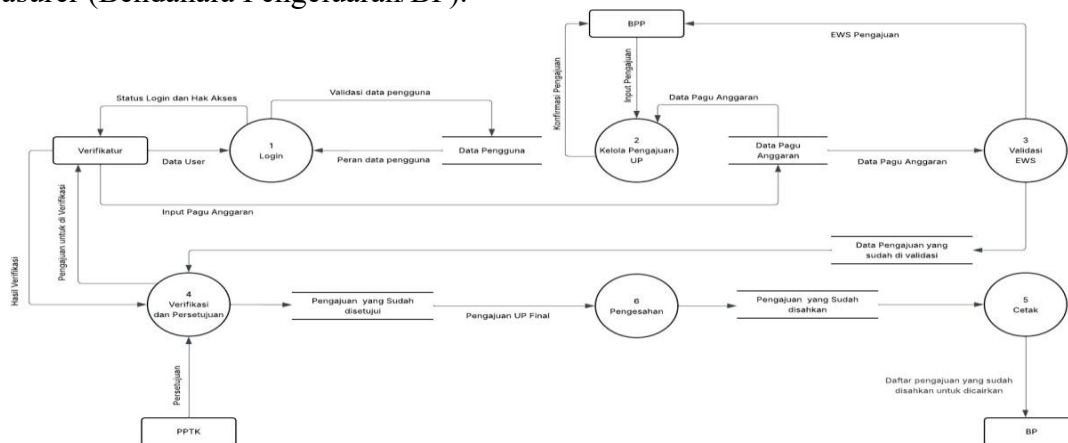 asurer (Bendahara Pengeluaran/BP).
BPP
EWS Pengajuan
Konfirmasi Pengajuan
Input Pengajuan
Status Login dan Hak Akses
Validasi data pengguna
Data Pagu Anggaran
Verifikatur
Data User
1
Login
Peran data pengguna
Data Pengguna
2
Kelola Pengajuan
UP
Data Pagu
Anggaran
Data Pagu Anggaran
3
Validasi
EWS
Input Pagu Anggaran
Pengajuan untuk di Verifikasi
Hasil Verifikasi
Data Pengajuan yang
sudah di validasi
4
Verifikasi
dan Persetujuan
Pengajuan yang Sudah
disetujui
Pengajuan UP Final
6
Pengesahan
Pengajuan yang Sudah
disahkan
5
Cetak
Persetujuan
Daftar pengajuan yang sudah
disahkan untuk dicairkan
PPTK
BP